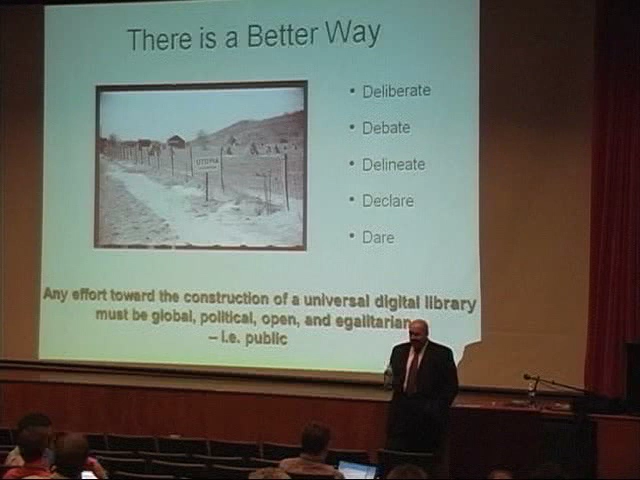 There is a Better Way
UTOPIA
• Deliberate
• Debate
• Delineate
• Declare
• Dare
Any effort toward the construction of a universal digital library
must be global, political, open, and egalitarian
– i.e. public